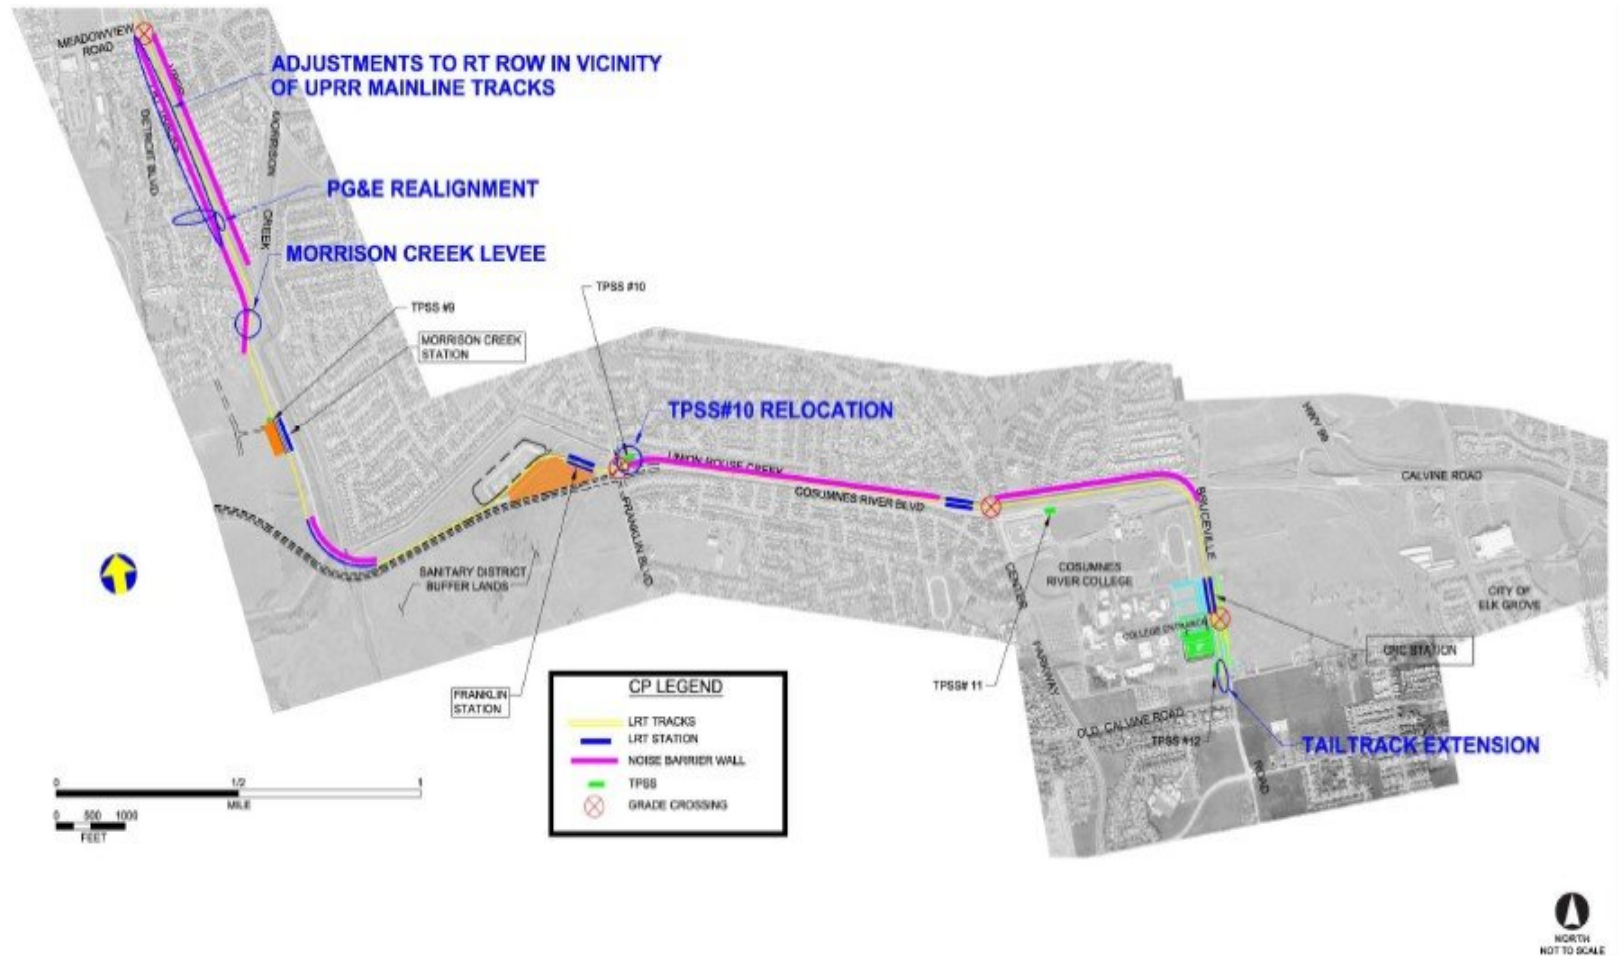 MEADOWVIEW
ROAD
ADJUSTMENTS TO RT ROW IN VICINITY
OF UPRR MAINLINE TRACKS
DETROIT BLVD
MORRISON
CREEK
PG&E REALIGNMENT
MORRISON CREEK LEVEE
TPSS #9
MORRISON CREEK
STATION
TPSS #10
TPSS#10 RELOCATION
UNION HOUSE CREEK
COSUMNES RIVER BLVD
FRANKLIN BLVD
SANITARY DISTRICT
BUFFER LANDS
FRANKLIN
STATION
HWY 99
CALVINE ROAD
BRUCEVILLE
CENTER
PARKWAY
COSUMNES
RIVER COLLEGE
COLLEGE ENTRANCE
CITY OF
ELK GROVE
CRC STATION
TPSS# 11
OLD CALVINE ROAD
TPSS #12
TAILTRACK EXTENSION
ROAD
CP LEGEND
LRT TRACKS
LRT STATION
NOISE BARRIER WALL
TPSS
GRADE CROSSING
0 1/2 1
MILE
0 500 1000
FEET
NORTH
NOT TO SCALE